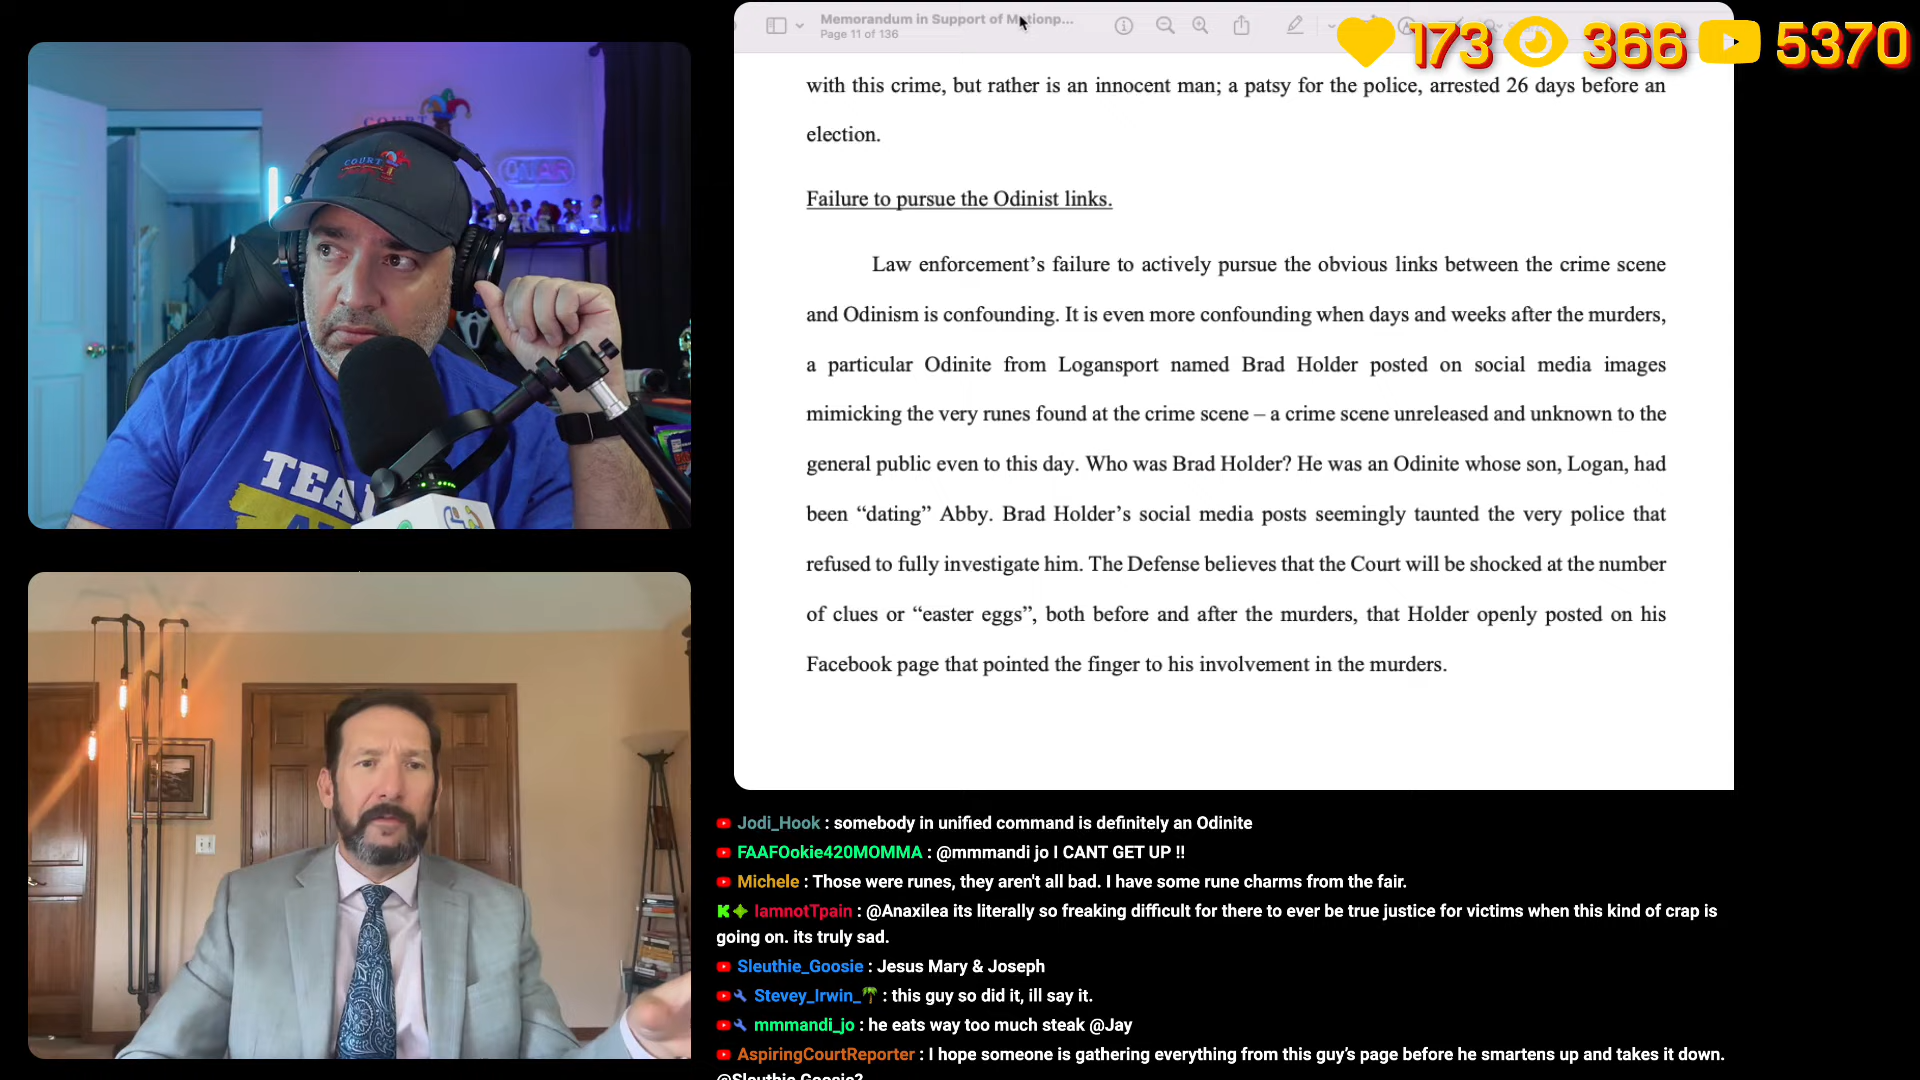 Memorandum in Support of Motionp...
Page 11 of 136
173 366 5370
COURT
TEA
with this crime, but rather is an innocent man; a patsy for the police, arrested 26 days before an
election.
Failure to pursue the Odinist links.
Law enforcement’s failure to actively pursue the obvious links between the crime scene
and Odinism is confounding. It is even more confounding when days and weeks after the murders,
a particular Odinite from Logansport named Brad Holder posted on social media images
mimicking the very runes found at the crime scene – a crime scene unreleased and unknown to the
general public even to this day. Who was Brad Holder? He was an Odinite whose son, Logan, had
been “dating” Abby. Brad Holder’s social media posts seemingly taunted the very police that
refused to fully investigate him. The Defense believes that the Court will be shocked at the number
of clues or “easter eggs”, both before and after the murders, that Holder openly posted on his
Facebook page that pointed the finger to his involvement in the murders.
Jodi_Hook : somebody in unified command is definitely an Odinite
FAAFOokie420MOMMA : @mmmandi jo I CANT GET UP !!
Michele : Those were runes, they aren't all bad. I have some rune charms from the fair.
IamnotTpain : @Anaxilea its literally so freaking difficult for there to ever be true justice for victims when this kind of crap is
going on. its truly sad.
Sleuthie_Goosie : Jesus Mary & Joseph
Stevey_Irwin_🌴 : this guy so did it, ill say it.
mmmandi_jo : he eats way too much steak @Jay
AspiringCourtReporter : I hope someone is gathering everything from this guy’s page before he smartens up and takes it down.
@Sleuthie Goosie?